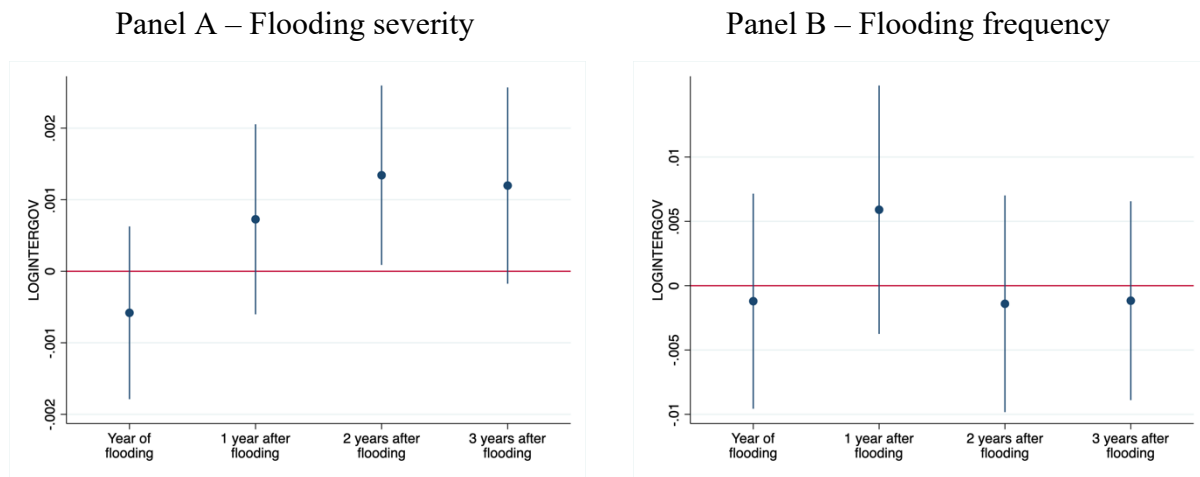 Panel A – Flooding severity
LOGINTERGOV
.002
.001
0
-.001
-.002
Year of
flooding
1 year after
flooding
2 years after
flooding
3 years after
flooding
Panel B – Flooding frequency
LOGINTERGOV
.01
.005
0
-.005
-.01
Year of
flooding
1 year after
flooding
2 years after
flooding
3 years after
flooding